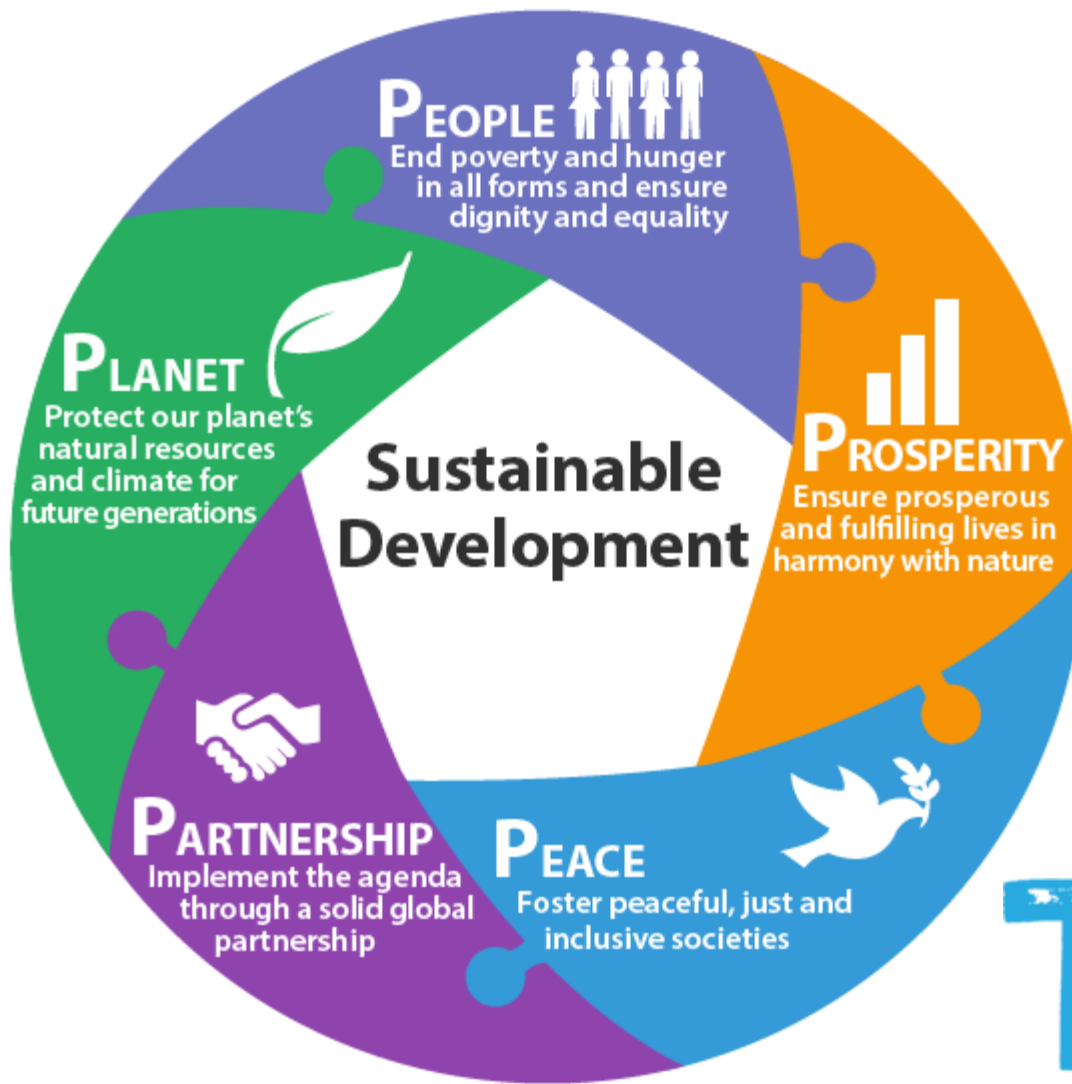 PEOPLE
End poverty and hunger
in all forms and ensure
dignity and equality
PROSPERITY
Ensure prosperous
and fulfilling lives in
harmony with nature
PLANET
Protect our planet's
natural resources
and climate for
future generations
Sustainable
Development
PARTNERSHIP
Implement the agenda
through a solid global
partnership
PEACE
Foster peaceful, just and
inclusive societies